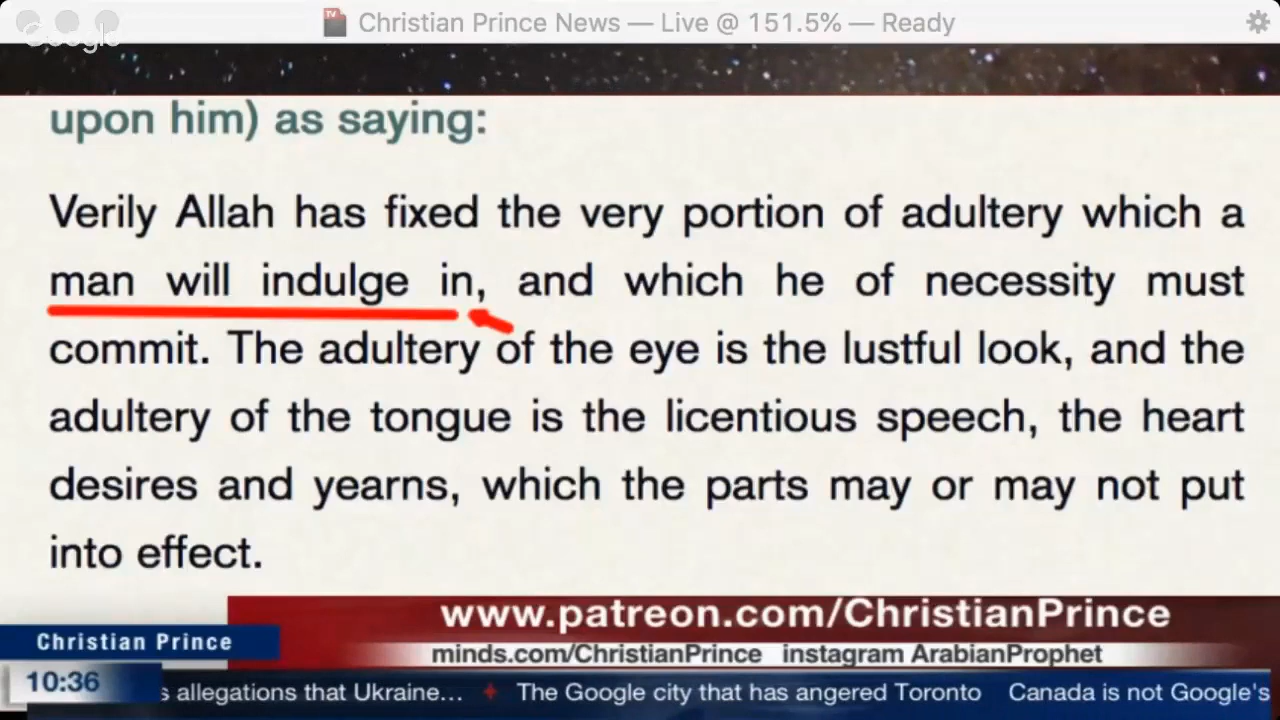 Christian Prince News — Live @ 151.5% — Ready
Google
upon him) as saying:
Verily Allah has fixed the very portion of adultery which a
man will indulge in, and which he of necessity must
commit. The adultery of the eye is the lustful look, and the
adultery of the tongue is the licentious speech, the heart
desires and yearns, which the parts may or may not put
into effect.
www.patreon.com/ChristianPrince
Christian Prince
minds.com/ChristianPrince instagram ArabianProphet
10:36
s allegations that Ukraine... The Google city that has angered Toronto Canada is not Google's